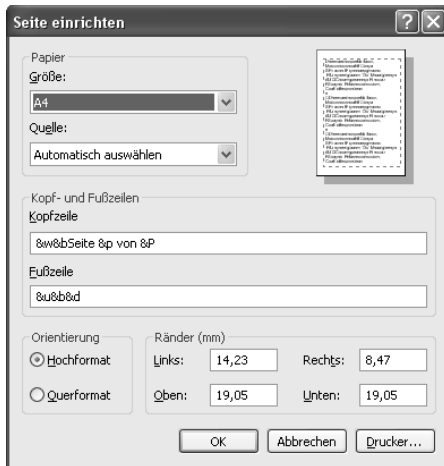 Seite einrichten
Papier
Größe:
A4
Quelle:
Automatisch auswählen
Kopf- und Fußzeilen
Kopfzeile
&w&bSeite &p von &P
Fußzeile
&u&b&d
Orientierung
Hochformat
Querformat
Ränder (mm)
Links: 14,23 Rechts: 8,47
Oben: 19,05 Unten: 19,05
OK Abbrechen Drucker...